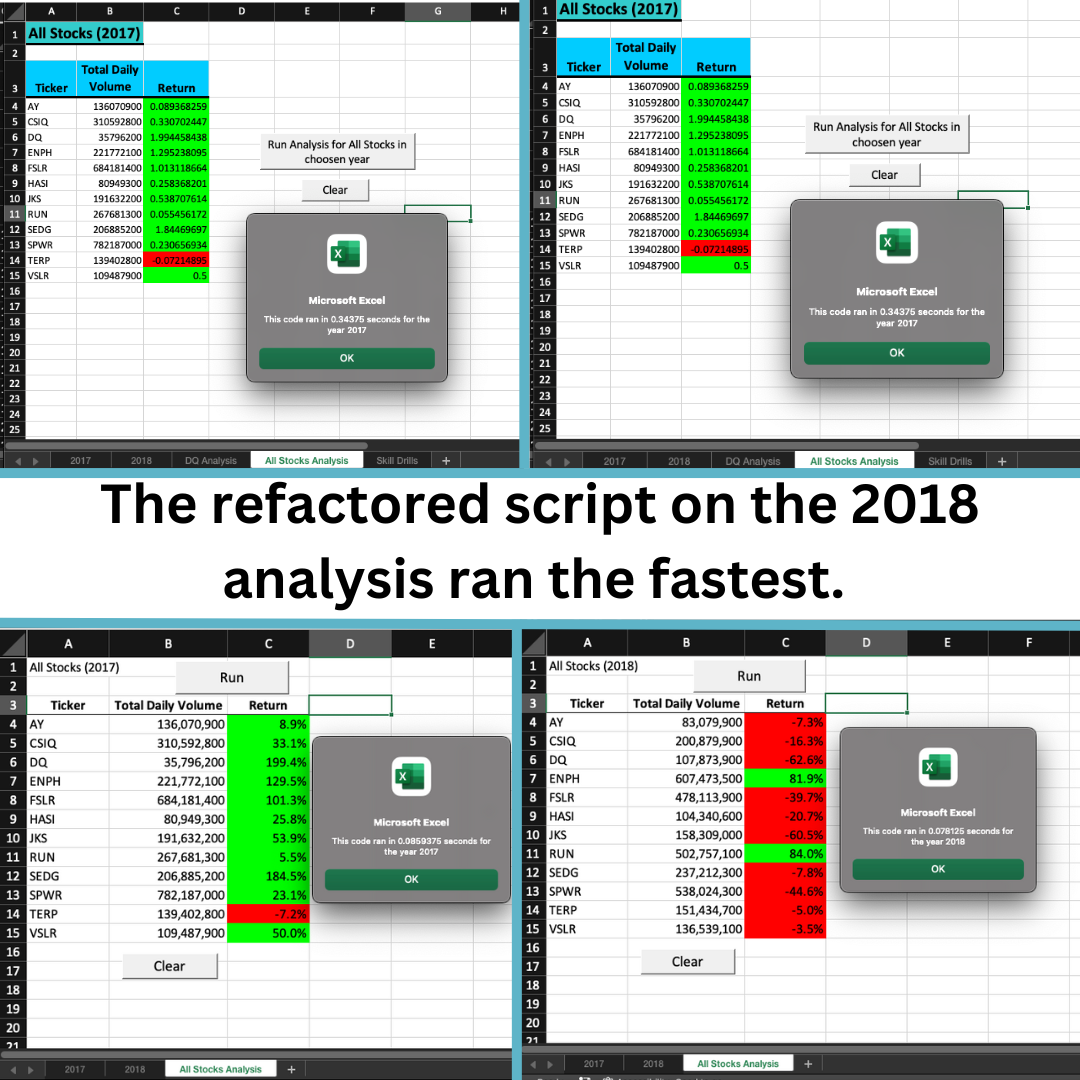 A B C D E F G H
1 All Stocks (2017)
2
Total Daily
3 Ticker Volume Return
4 AY 136070900 0.089368259
5 CSIQ 310592800 0.330702447
6 DQ 35796200 1.994458438
7 ENPH 221772100 1.295238095
8 FSLR 684181400 1.013118664
9 HASI 80949300 0.258368201
10 JKS 191632200 0.538707614
11 RUN 267681300 0.055456172
12 SEDG 206885200 1.84469697
13 SPWR 782187000 0.230656934
14 TERP 139402800 -0.07214895
15 VSLR 109487900 0.5
16
17
18
19
20
21
22
23
24
25
Run Analysis for All Stocks in
choosen year
Clear
Microsoft Excel
This code ran in 0.34375 seconds for the
year 2017
OK
2017 2018 DQ Analysis All Stocks Analysis Skill Drills +
1 All Stocks (2017)
2
Total Daily
3 Ticker Volume Return
4 AY 136070900 0.089368259
5 CSIQ 310592800 0.330702447
6 DQ 35796200 1.994458438
7 ENPH 221772100 1.295238095
8 FSLR 684181400 1.013118664
9 HASI 80949300 0.258368201
10 JKS 191632200 0.538707614
11 RUN 267681300 0.055456172
12 SEDG 206885200 1.84469697
13 SPWR 782187000 0.230656934
14 TERP 139402800 -0.07214895
15 VSLR 109487900 0.5
16
17
18
19
20
21
22
23
24
25
Run Analysis for All Stocks in
choosen year
Clear
Microsoft Excel
This code ran in 0.34375 seconds for the
year 2017
OK
2017 2018 DQ Analysis All Stocks Analysis Skill Drills +
The refactored script on the 2018
analysis ran the fastest.
A B C D E
1 All Stocks (2017)
2
Run
3 Ticker Total Daily Volume Return
4 AY 136,070,900 8.9%
5 CSIQ 310,592,800 33.1%
6 DQ 35,796,200 199.4%
7 ENPH 221,772,100 129.5%
8 FSLR 684,181,400 101.3%
9 HASI 80,949,300 25.8%
10 JKS 191,632,200 53.9%
11 RUN 267,681,300 5.5%
12 SEDG 206,885,200 184.5%
13 SPWR 782,187,000 23.1%
14 TERP 139,402,800 -7.2%
15 VSLR 109,487,900 50.0%
16
17
18
19
20
21
Clear
Microsoft Excel
This code ran in 0.0859375 seconds for
the year 2017
OK
2017 2018 All Stocks Analysis +
A B C D E F
1 All Stocks (2018)
2
Run
3 Ticker Total Daily Volume Return
4 AY 83,079,900 -7.3%
5 CSIQ 200,879,900 -16.3%
6 DQ 107,873,900 -62.6%
7 ENPH 607,473,500 81.9%
8 FSLR 478,113,900 -39.7%
9 HASI 104,340,600 -20.7%
10 JKS 158,309,000 -60.5%
11 RUN 502,757,100 84.0%
12 SEDG 237,212,300 -7.8%
13 SPWR 538,024,300 -44.6%
14 TERP 151,434,700 -5.0%
15 VSLR 136,539,100 -3.5%
16
17
18
19
20
21
Clear
Microsoft Excel
This code ran in 0.078125 seconds for
the year 2018
OK
2017 2018 All Stocks Analysis +